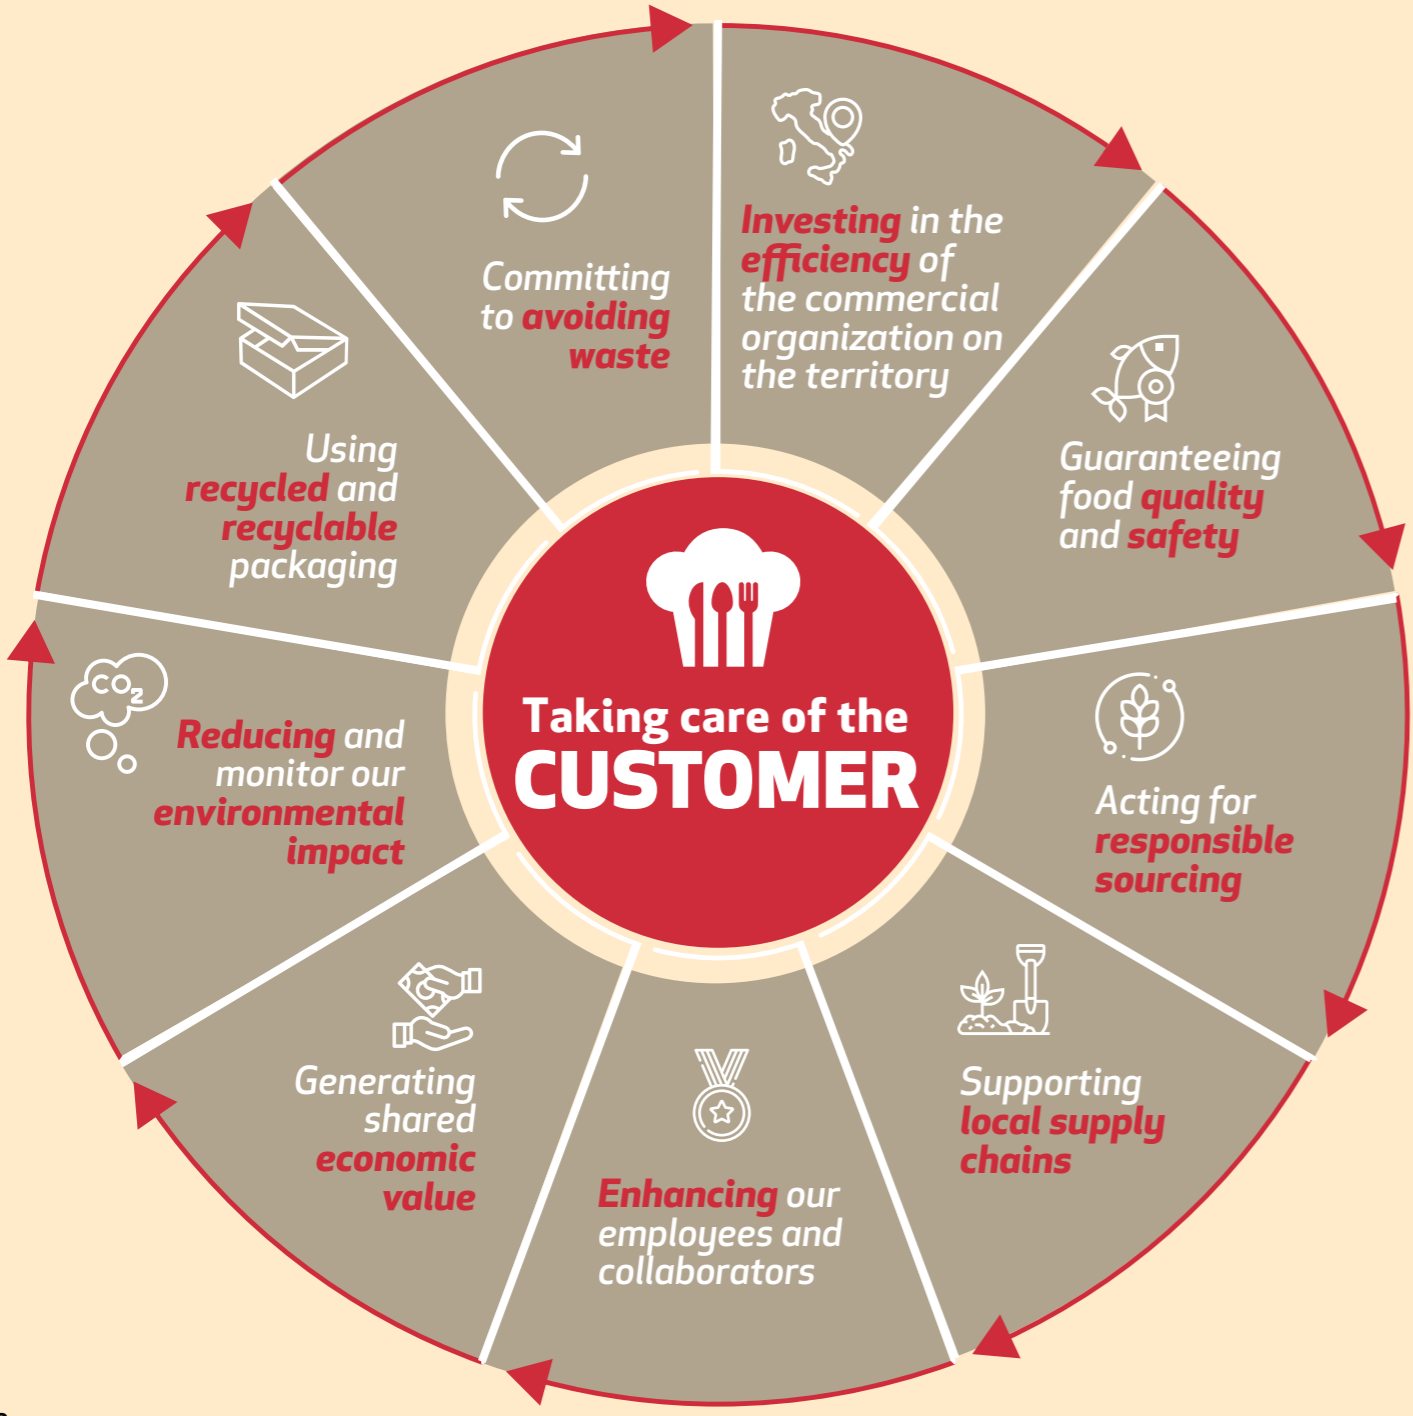 Investing in the
efficiency of
the commercial
organization on
the territory
Guaranteeing
food quality
and safety
Acting for
responsible
sourcing
Supporting
local supply
chains
Enhancing our
employees and
collaborators
Generating
shared
economic
value
CO2
Reducing and
monitor our
environmental
impact
Using
recycled and
recyclable
packaging
Committing
to avoiding
waste
Taking care of the
CUSTOMER